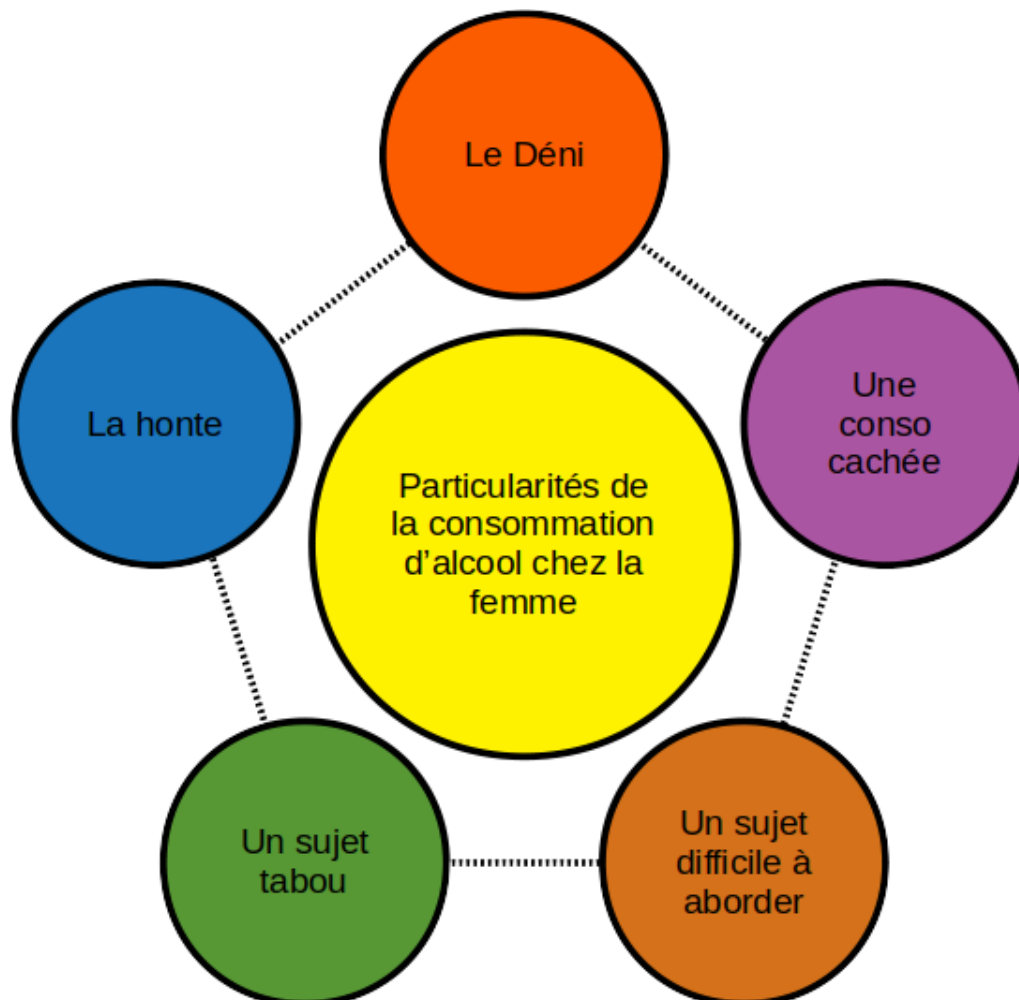 Le Déni
Une
conso
cachée
La honte
Particularités de
la consommation
d’alcool chez la
femme
Un sujet
difficile à
aborder
Un sujet
tabou